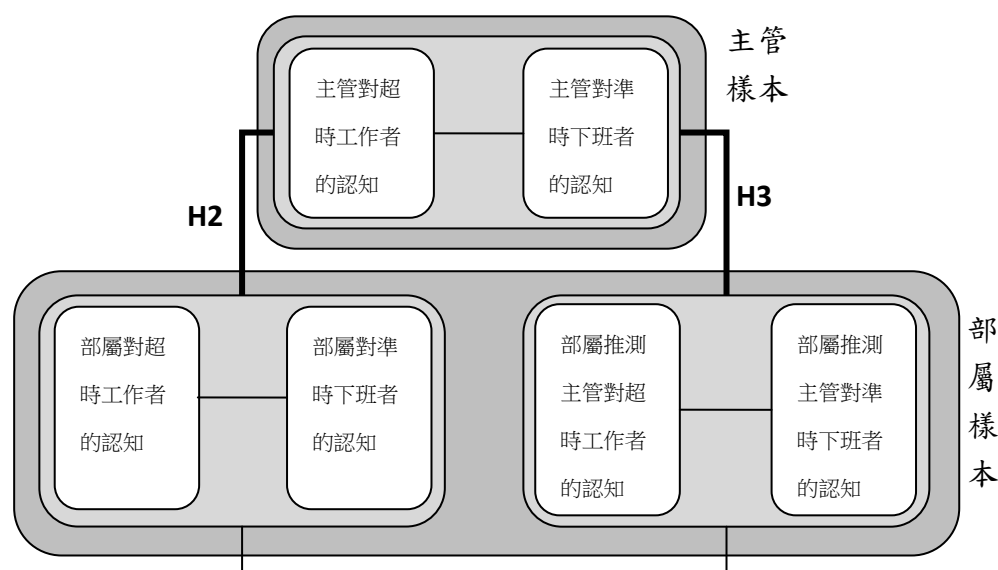 主管
樣本
主管對超
時工作者
的認知
主管對準
時下班者
的認知
H2
H3
部屬對超
時工作者
的認知
部屬對準
時下班者
的認知
部屬推測
主管對超
時工作者
的認知
部屬推測
主管對準
時下班者
的認知
部
屬
樣
本